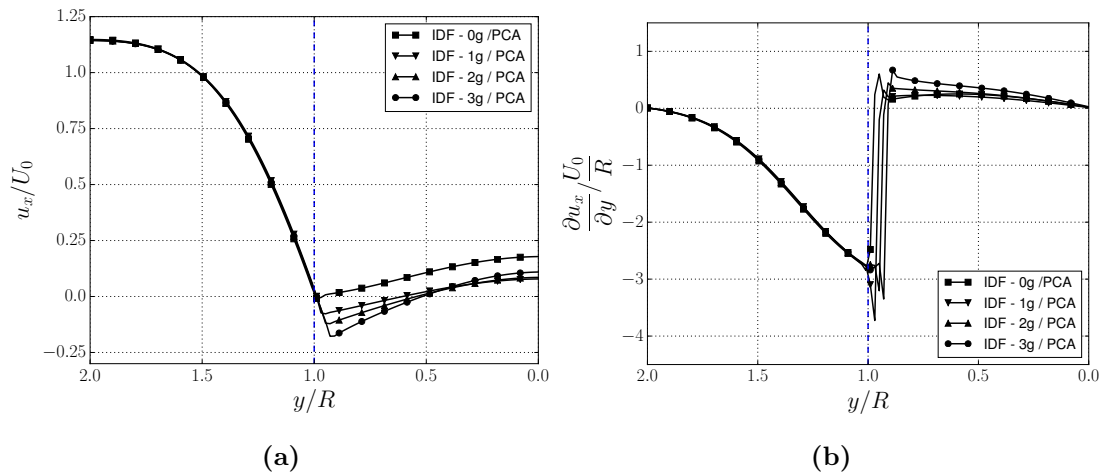 1.25
1.00
0.75
0.5
0.25
0.0
−0.25
2.0
1.5
1.0
0.5
0.0
u_x/U_0
y/R
IDF - 0g /PCA
IDF - 1g / PCA
IDF - 2g / PCA
IDF - 3g / PCA
(a)
1
0
−1
−2
−3
−4
2.0
1.5
1.0
0.5
0.0
∂u_x/∂y / U_0/R
y/R
IDF - 0g /PCA
IDF - 1g / PCA
IDF - 2g / PCA
IDF - 3g / PCA
(b)